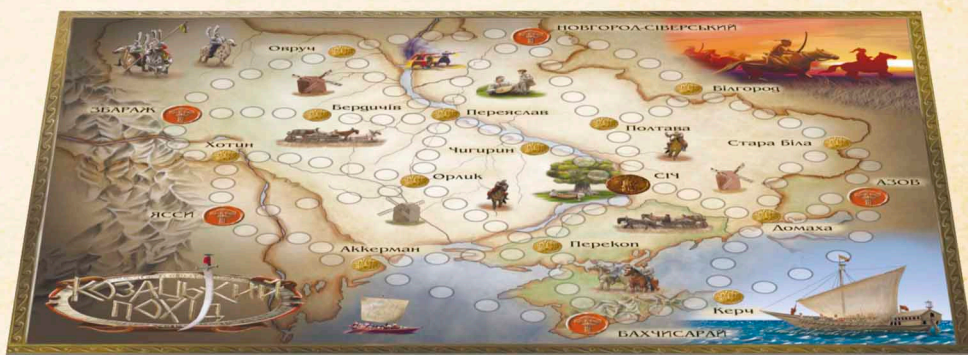 НОВГОРОД-СІВЕРСЬКИЙ
Овруч
Білгород
ЗБАРАЖ
Бердичів
Переяслав
Полтава
Хотин
Чигирин
Стара Біла
Орлик
СІЧ
АЗОВ
ЯССИ
Домаха
Аккерман
Перекоп
КОЗАЦЬКИЙ
ПОХІД
Керч
БАХЧИСАРАЙ